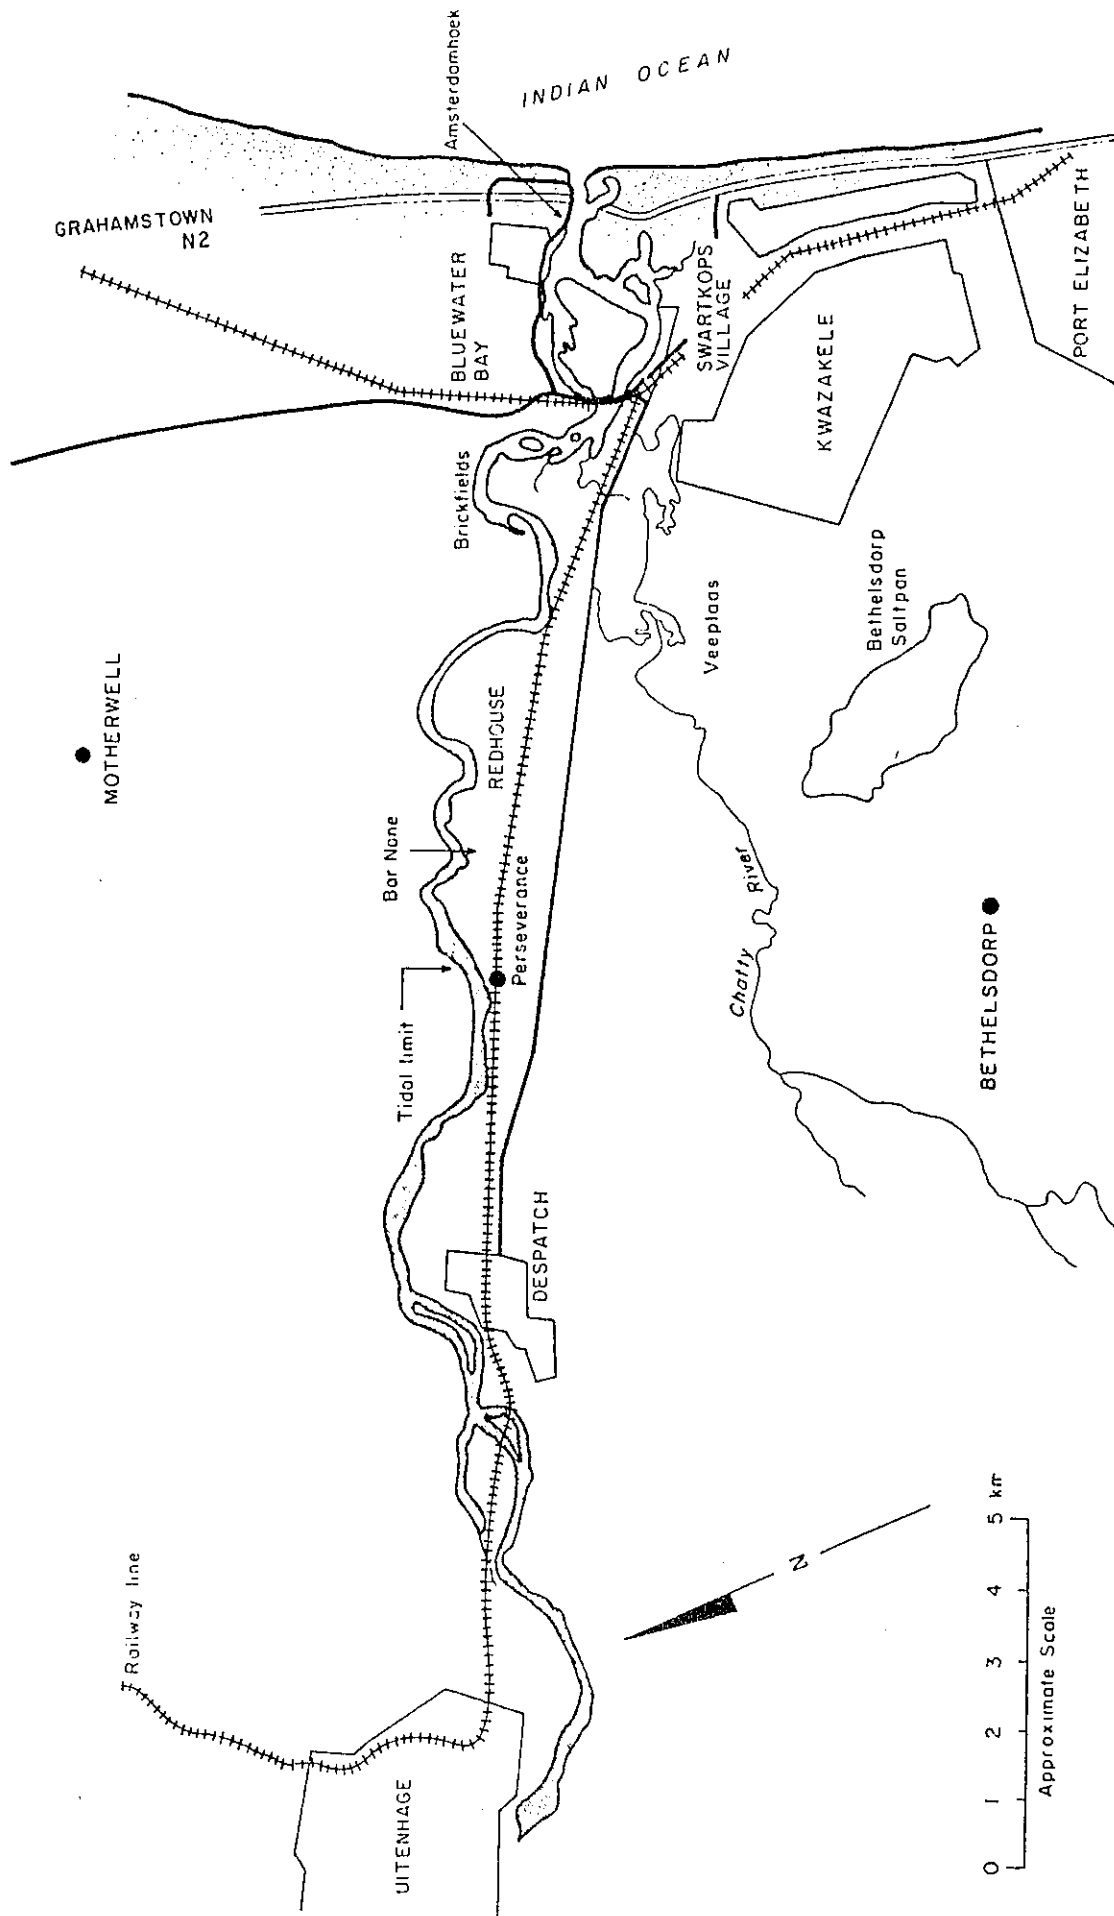 INDIAN OCEAN
Amsterdamhoek
GRAHAMSTOWN
N2
BLUEWATER
BAY
SWARTKOPS
VILLAGE
PORT ELIZABETH
KWAZAKELE
Brickfields
Bethelsdorp
Saltpan
Veeplaas
MOTHERWELL
REDHOUSE
Bar None
Perseverance
Chatty River
BETHELSDORP
Tidal limit
DESPATCH
Railway line
UITENHAGE
N
0 1 2 3 4 5 km
Approximate Scale